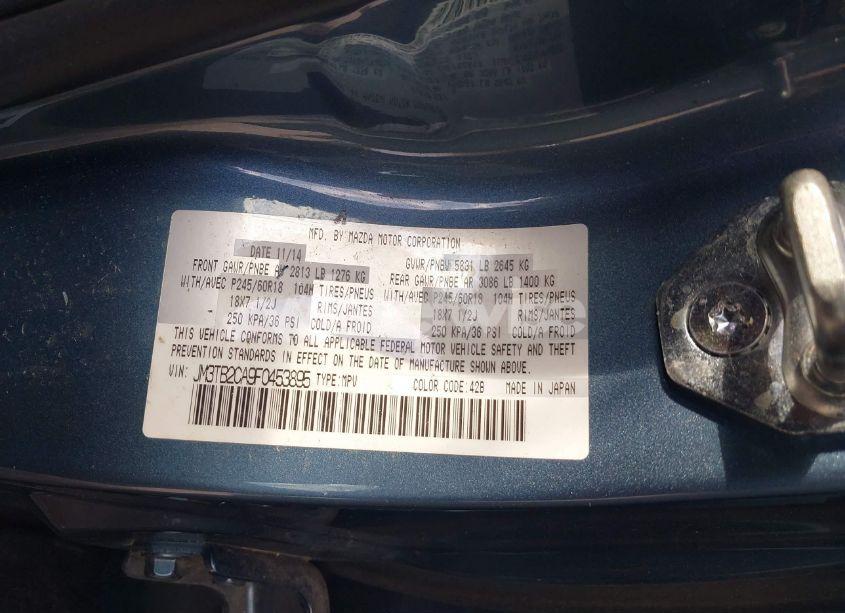 MFD. BY MAZDA MOTOR CORPORATION
DATE 11/14 GVWR/PNBV 5831 LB 2645 KG
FRONT GAWR/PNBE AV 2813 LB 1276 KG REAR GAWR/PNBE AR 3086 LB 1400 KG
WITH/AVEC P245/60R18 104H TIRES/PNEUS WITH/AVEC P245/60R18 104H TIRES/PNEUS
18X7 1/2J RIMS/JANTES 18X7 1/2J RIMS/JANTES
250 KPA/36 PSI COLD/A FROID 250 KPA/36 PSI COLD/A FROID
THIS VEHICLE CONFORMS TO ALL APPLICABLE FEDERAL MOTOR VEHICLE SAFETY AND THEFT
PREVENTION STANDARDS IN EFFECT ON THE DATE OF MANUFACTURE SHOWN ABOVE.
VIN: JM3TB2CA9F0453895 TYPE:MPV COLOR CODE:42B MADE IN JAPAN